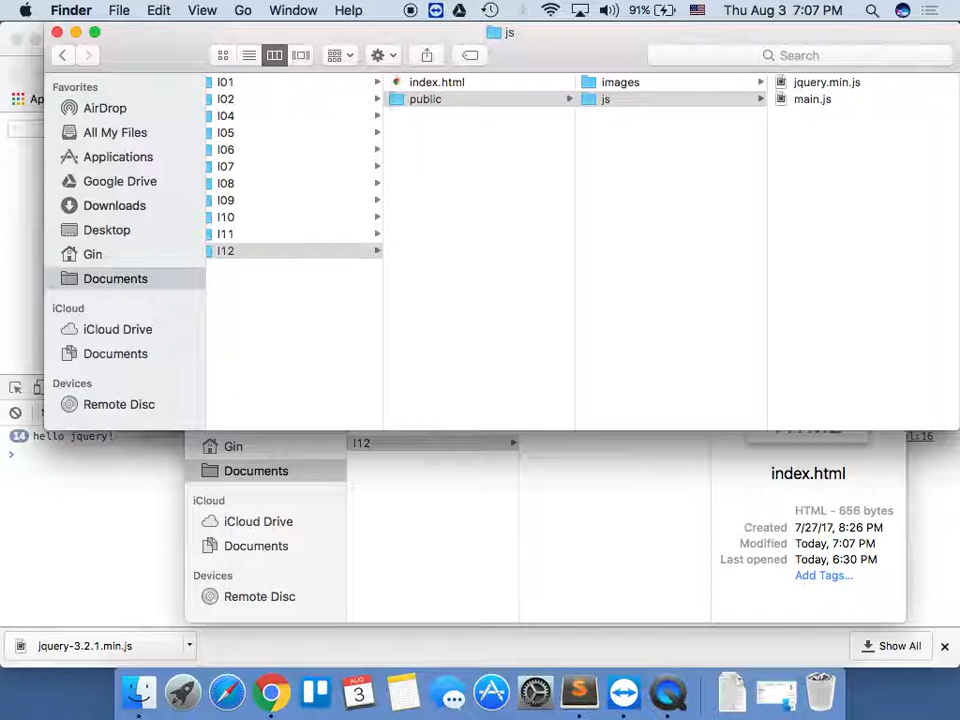 Finder File Edit View Go Window Help 91% Thu Aug 3 7:07 PM
js
Search
Ap
Favorites
AirDrop
All My Files
Applications
Google Drive
Downloads
Desktop
Gin
Documents
iCloud
iCloud Drive
Documents
Devices
Remote Disc
l01
l02
l04
l05
l06
l07
l08
l09
l10
l11
l12
index.html
public
images
js
jquery.min.js
main.js
14 hello jquery!
Gin
Documents
iCloud
iCloud Drive
Documents
Devices
Remote Disc
l12
index.html
HTML - 656 bytes
Created 7/27/17, 8:26 PM
Modified Today, 7:07 PM
Last opened Today, 6:30 PM
Add Tags...
jquery-3.2.1.min.js
Show All
AUG
3